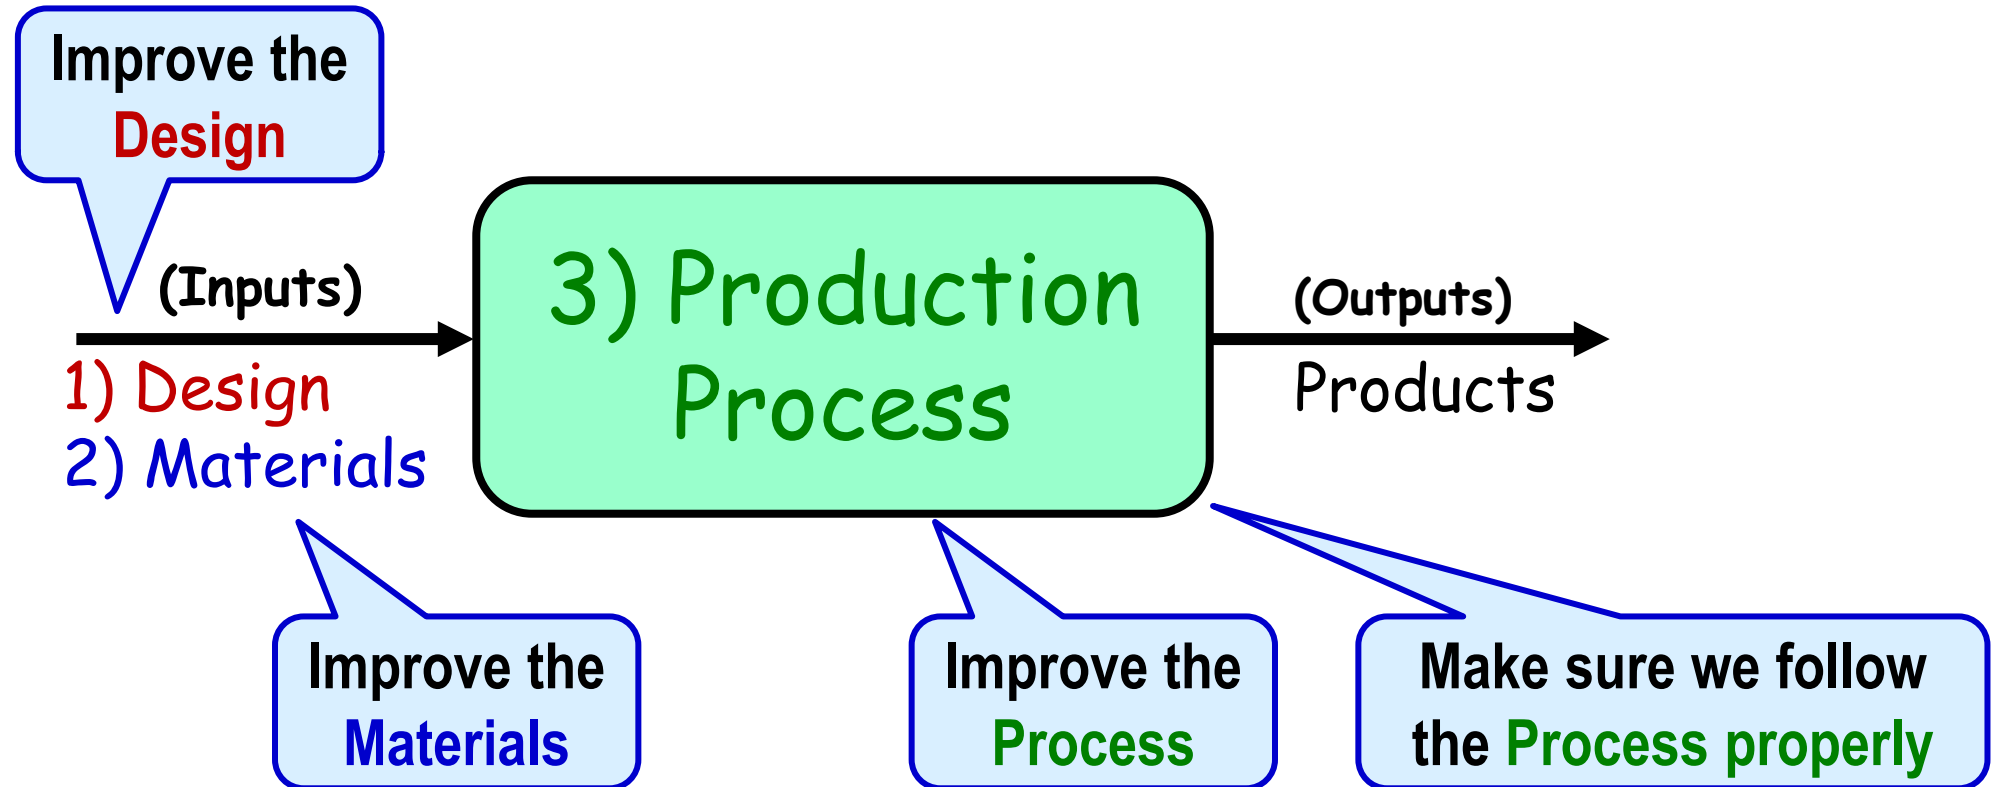 Improve the
Design
(Inputs)
1) Design
2) Materials
3) Production
Process
(Outputs)
Products
Improve the
Materials
Improve the
Process
Make sure we follow
the Process properly